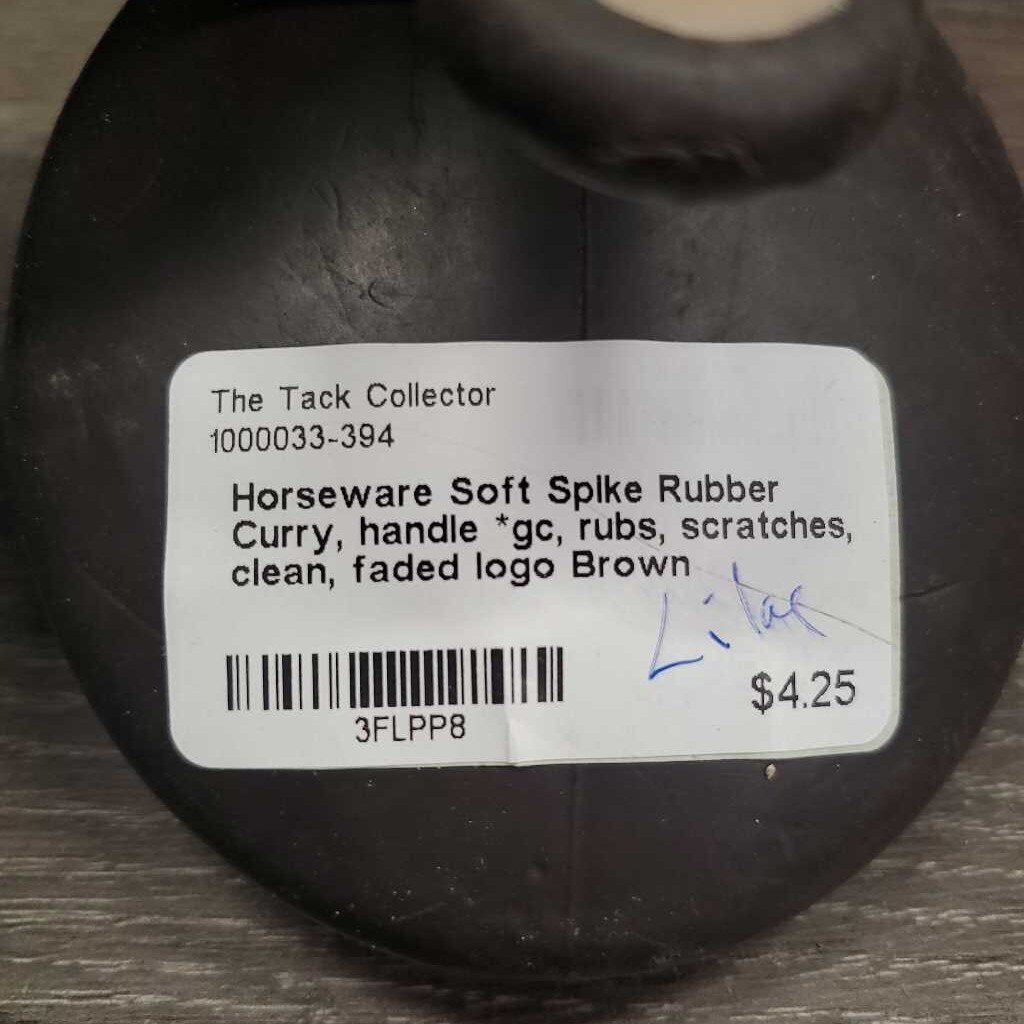 The Tack Collector
1000033-394
Horseware Soft Spike Rubber
Curry, handle *gc, rubs, scratches,
clean, faded logo Brown
3FLPP8
$4.25